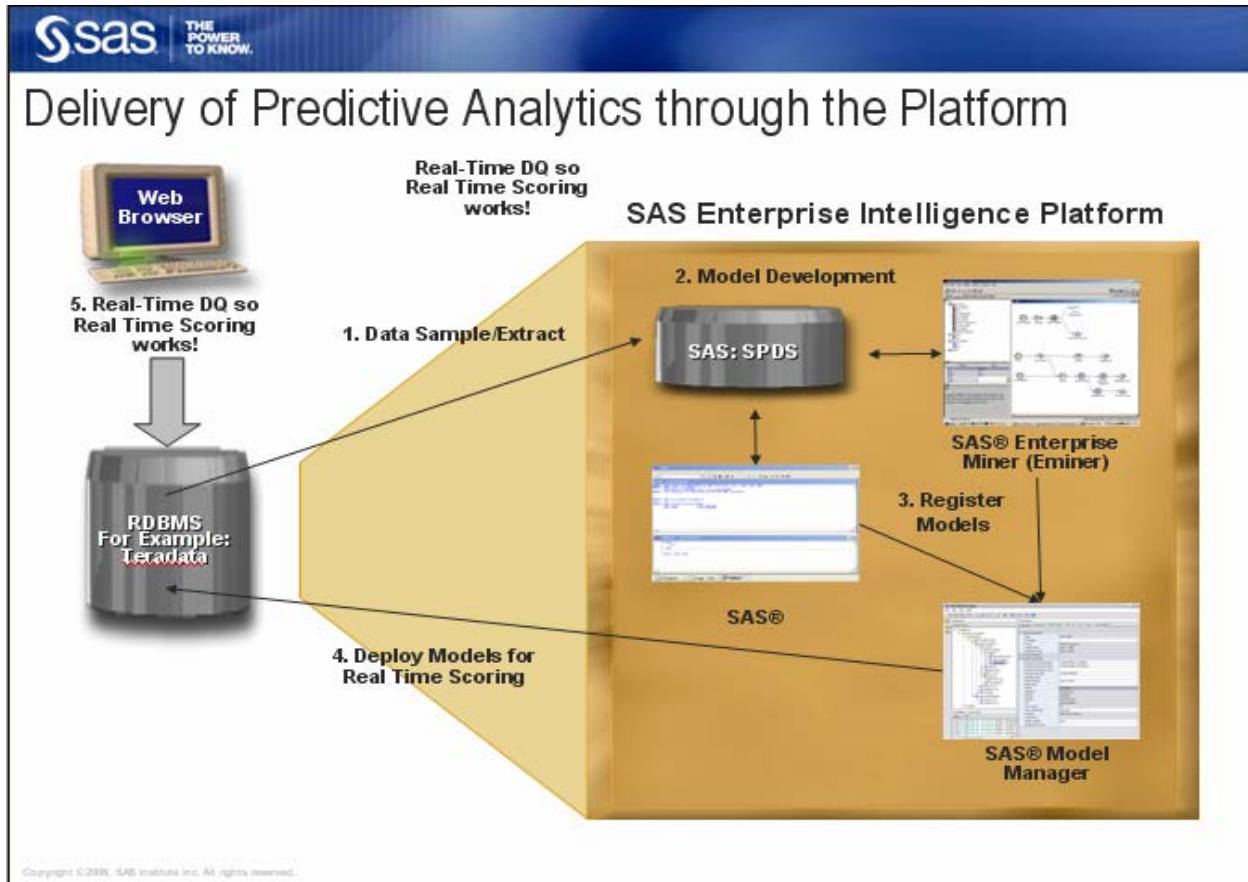 sas
THE
POWER
TO KNOW.
Delivery of Predictive Analytics through the Platform
Web
Browser
Real-Time DQ so
Real Time Scoring
works!
SAS Enterprise Intelligence Platform
5. Real-Time DQ so
Real Time Scoring
works!
1. Data Sample/Extract
2. Model Development
SAS: SPDS
SAS® Enterprise
Miner (Eminer)
RDBMS
For Example:
Teradata
3. Register
Models
SAS®
4. Deploy Models for
Real Time Scoring
SAS® Model
Manager